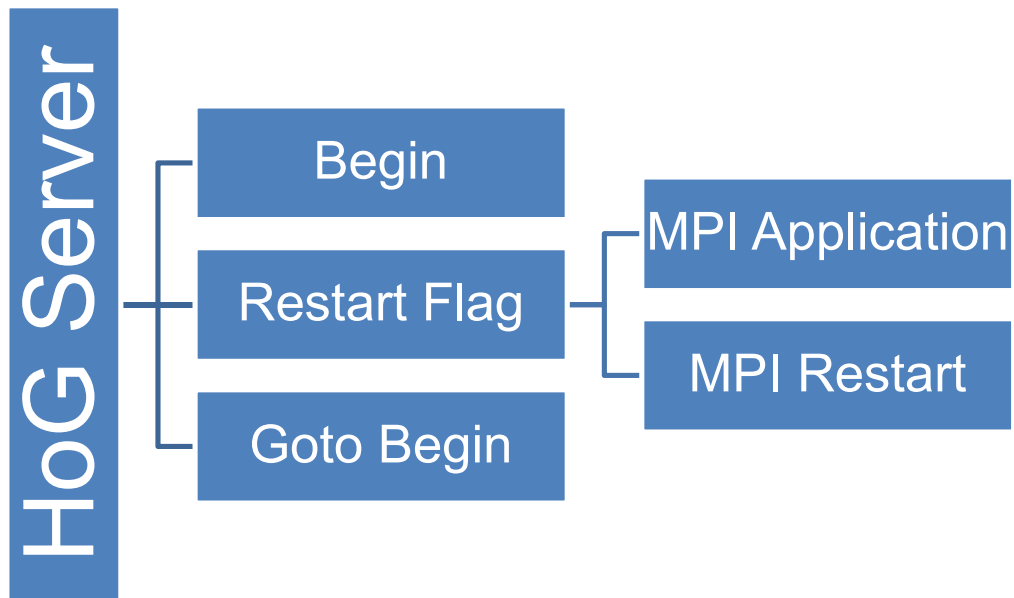 HoG Server
Begin
Restart Flag
Goto Begin
MPI Application
MPI Restart